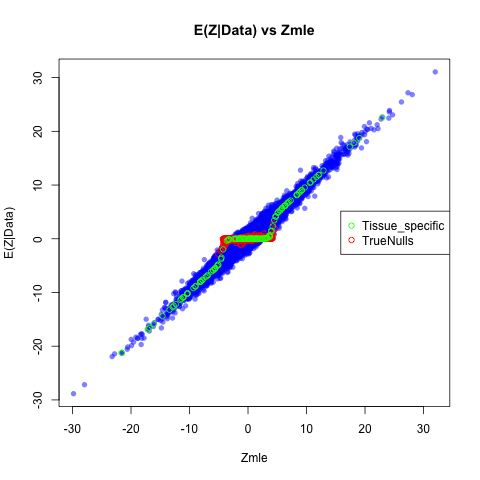 E(Z|Data) vs Zmle
E(Z|Data)
30
20
10
0
-10
-20
-30
Tissue_specific
TrueNulls
-30 -20 -10 0 10 20 30
Zmle